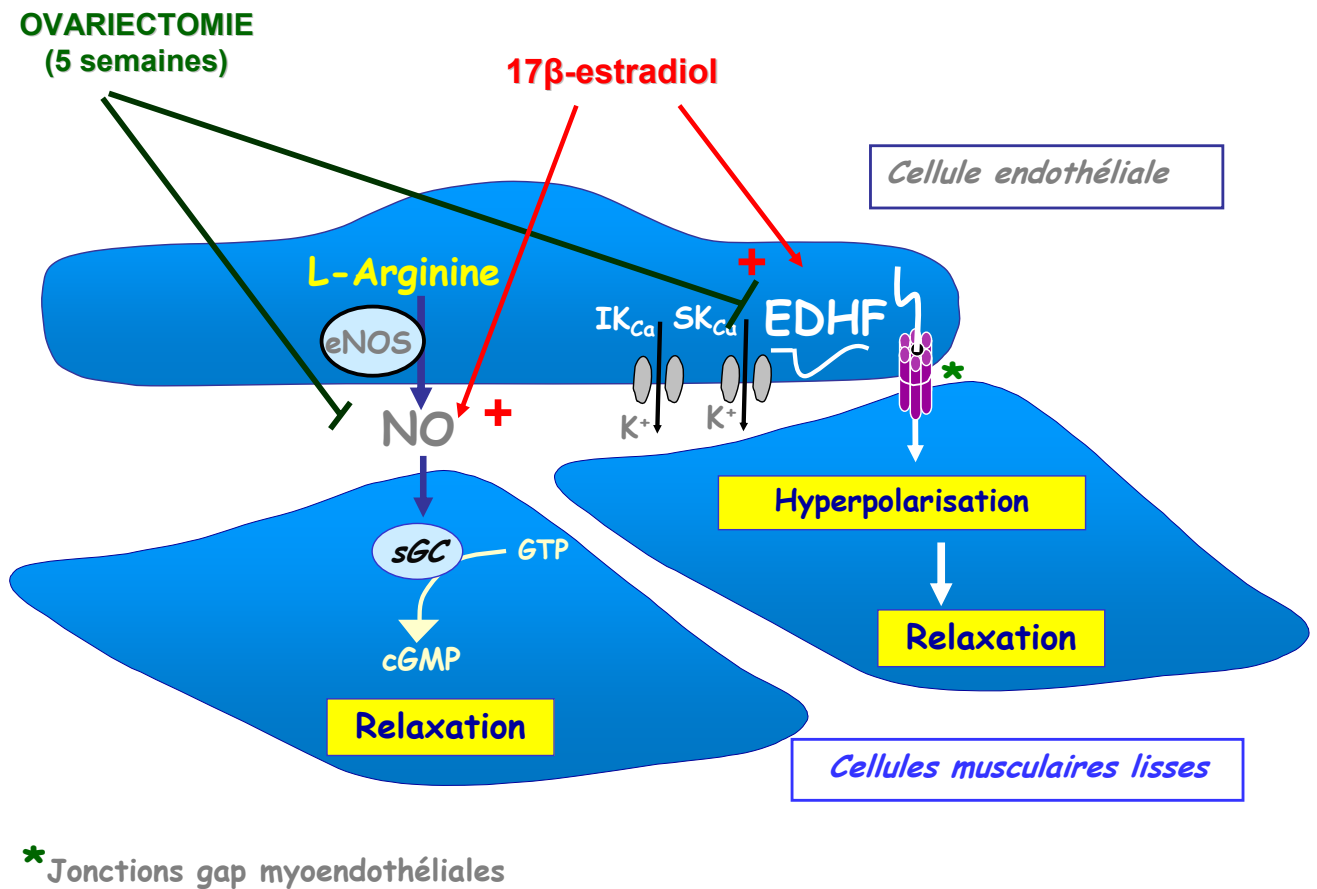 OVARIECTOMIE
(5 semaines)
17β-estradiol
Cellule endothéliale
L-Arginine
eNOS
IKCa SKCa EDHF
*
K+ K+
NO
+
+
Hyperpolarisation
sGC
GTP
cGMP
Relaxation
Relaxation
Cellules musculaires lisses
*Jonctions gap myoendothéliales